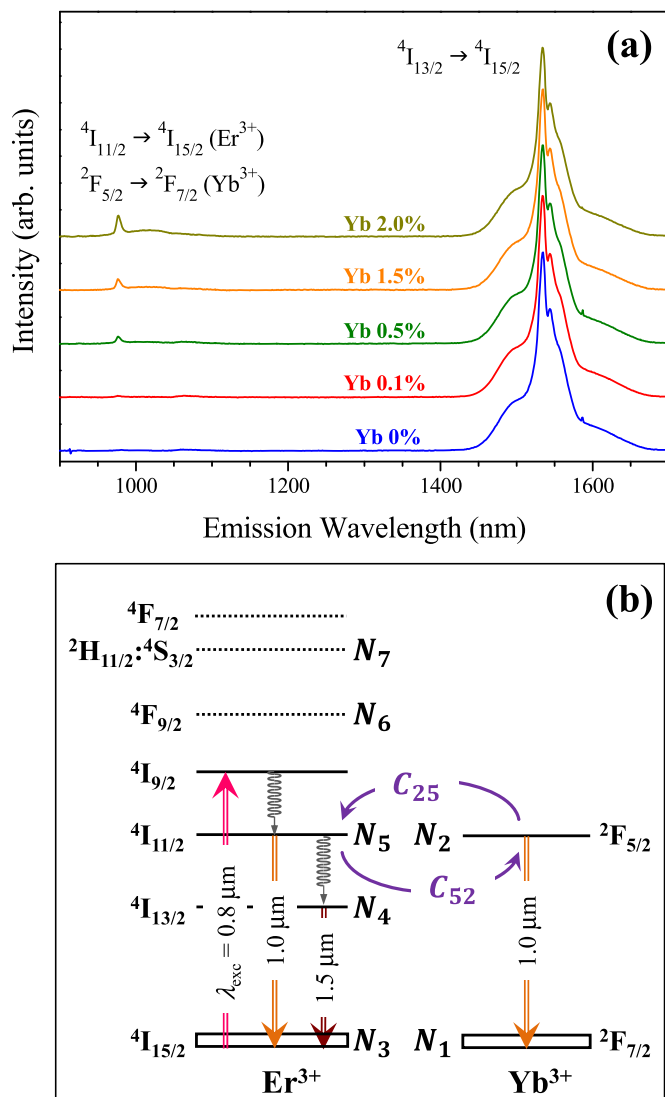 (a)
⁴I₁₃/₂ → ⁴I₁₅/₂
⁴I₁₁/₂ → ⁴I₁₅/₂ (Er³⁺)
²F₅/₂ → ²F₇/₂ (Yb³⁺)
Intensity (arb. units)
Yb 2.0%
Yb 1.5%
Yb 0.5%
Yb 0.1%
Yb 0%
1000 1200 1400 1600
Emission Wavelength (nm)
(b)
⁴F₇/₂
²H₁₁/₂:⁴S₃/₂ N₇
⁴F₉/₂ N₆
⁴I₉/₂
C₂₅
⁴I₁₁/₂ N₅ N₂ ²F₅/₂
C₅₂
⁴I₁₃/₂ N₄
λexc = 0.8 μm
1.0 μm
1.5 μm
1.0 μm
⁴I₁₅/₂ N₃ N₁ ²F₇/₂
Er³⁺ Yb³⁺